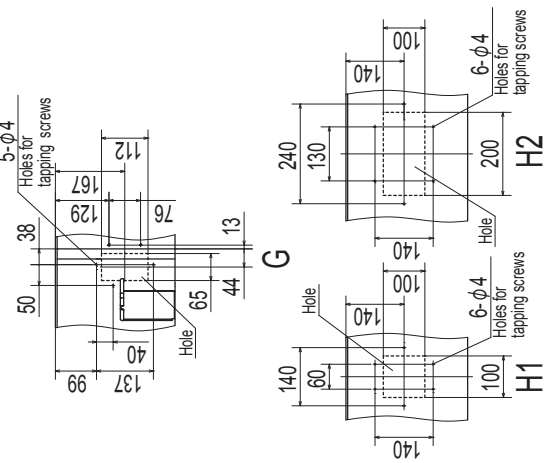 5-φ4
Holes for
tapping screws
112
167
129
76
38
13
50
44
65
40
Hole
99
137
G
100
140
6-φ4
Holes for
tapping screws
240
130
200
Hole
140
H2
Hole
100
140
6-φ4
Holes for
tapping screws
140
60
100
140
H1